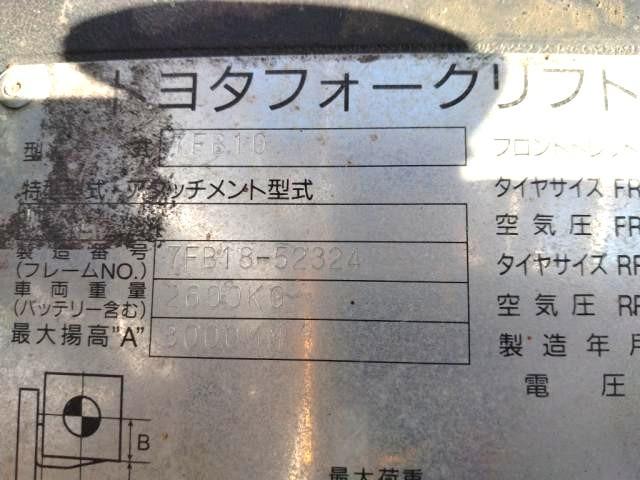 トヨタフォークリフト
型 式 7FB10
フロントトレッド
特殊型式・アタッチメント型式
タイヤサイズ FR
空気圧 FR
製造番号 7FB18-52324
(フレームNO.)
タイヤサイズ RR
車両重量 2600KG
(バッテリー含む)
空気圧 RR
最大揚高"A" 3000MM
製造年月
電圧
B
最大荷重